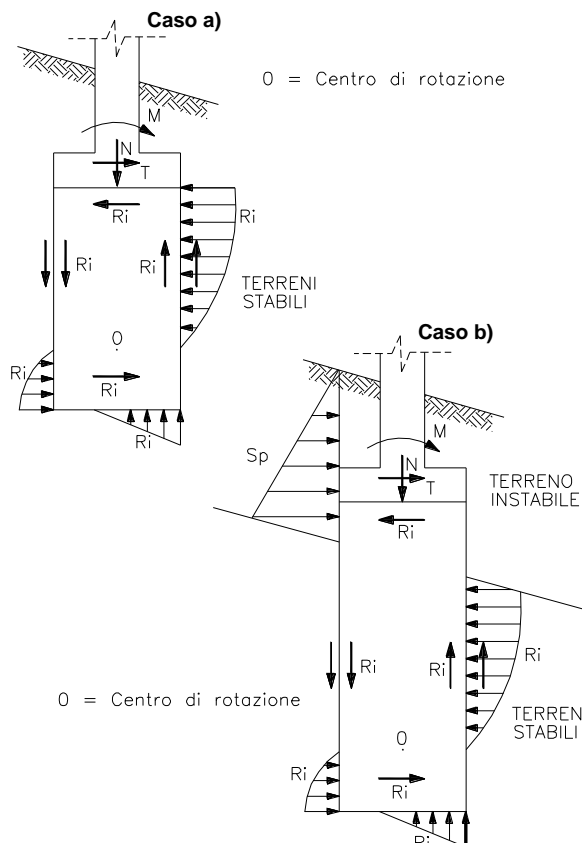 Caso a)
0 = Centro di rotazione
M
N
T
Ri
Ri
Ri
Ri
TERRENI
STABILI
0
Ri
Ri
Ri
Caso b)
M
Sp
N
T
TERRENO
INSTABILE
Ri
Ri
Ri
Ri
0 = Centro di rotazione
TERREN
STABILI
0
Ri
Ri
Ri